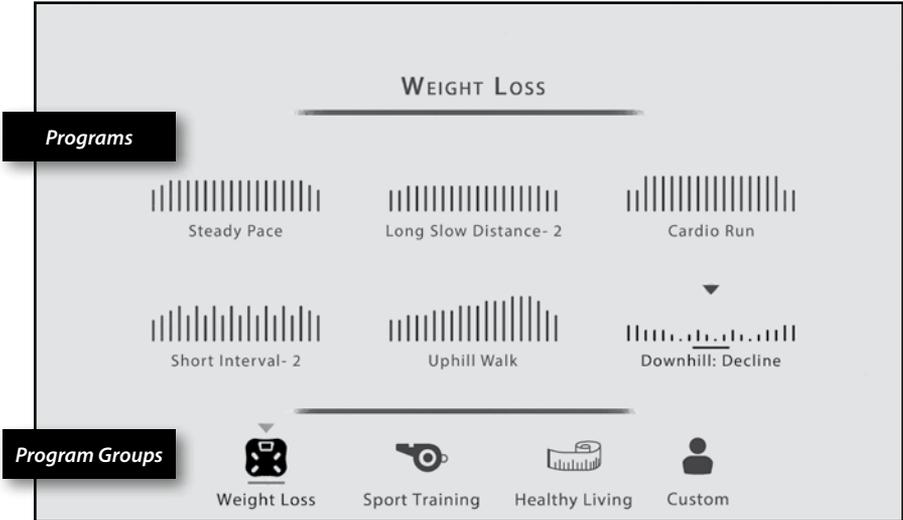 WEIGHT LOSS
Programs
Steady Pace
Long Slow Distance- 2
Cardio Run
Short Interval- 2
Uphill Walk
Downhill: Decline
Program Groups
Weight Loss
Sport Training
Healthy Living
Custom